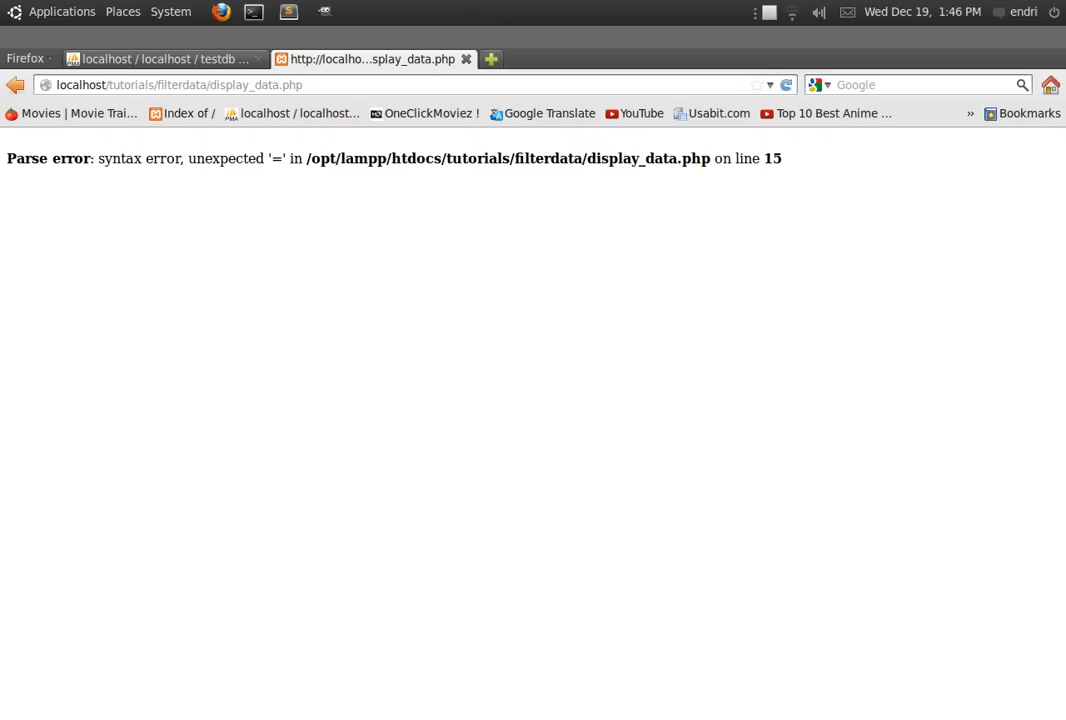 Applications Places System Wed Dec 19, 1:46 PM endri
Firefox localhost / localhost / testdb ... http://localho...splay_data.php
localhost/tutorials/filterdata/display_data.php Google
Movies | Movie Trai... Index of / localhost / localhost... OneClickMoviez ! Google Translate YouTube Usabit.com Top 10 Best Anime ... » Bookmarks
Parse error: syntax error, unexpected '=' in /opt/lampp/htdocs/tutorials/filterdata/display_data.php on line 15